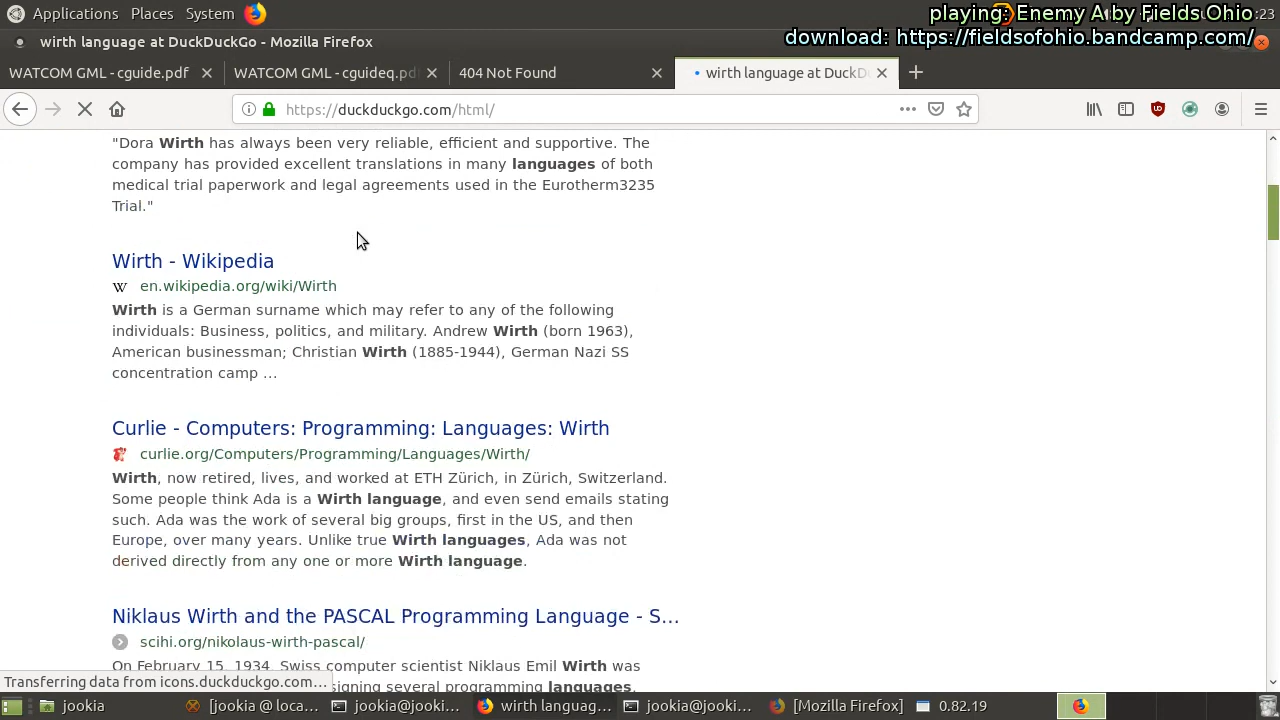 Applications Places System
playing: Enemy A by Fields Ohio
:23
wirth language at DuckDuckGo - Mozilla Firefox
download: https://fieldsofohio.bandcamp.com/
WATCOM GML - cguide.pdf
WATCOM GML - cguideq.pd
404 Not Found
wirth language at DuckD
https://duckduckgo.com/html/
"Dora Wirth has always been very reliable, efficient and supportive. The
company has provided excellent translations in many languages of both
medical trial paperwork and legal agreements used in the Eurotherm3235
Trial."
Wirth - Wikipedia
W en.wikipedia.org/wiki/Wirth
Wirth is a German surname which may refer to any of the following
individuals: Business, politics, and military. Andrew Wirth (born 1963),
American businessman; Christian Wirth (1885-1944), German Nazi SS
concentration camp ...
Curlie - Computers: Programming: Languages: Wirth
curlie.org/Computers/Programming/Languages/Wirth/
Wirth, now retired, lives, and worked at ETH Zürich, in Zürich, Switzerland.
Some people think Ada is a Wirth language, and even send emails stating
such. Ada was the work of several big groups, first in the US, and then
Europe, over many years. Unlike true Wirth languages, Ada was not
derived directly from any one or more Wirth language.
Niklaus Wirth and the PASCAL Programming Language - S...
scihi.org/nikolaus-wirth-pascal/
On February 15, 1934, Swiss computer scientist Niklaus Emil Wirth was
signing several programming languages,
Transferring data from icons.duckduckgo.com...
jookia
[jookia @ loca...
jookia@jooki...
wirth languag...
jookia@jooki...
[Mozilla Firefox]
0.82.19